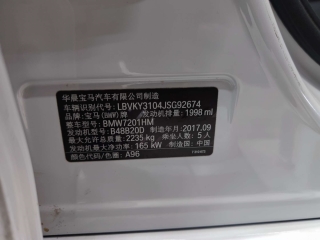 华晨宝马汽车有限公司制造
车辆识别代号: LBVKY3104JSG92674
品牌: 宝马(BMW)牌 发动机排量: 1998 ml
整车型号: BMW7201HM
发动机型号: B48B20D 制造年月: 2017.09
最大允许总质量: 2235 kg 乘坐人数: 5人
发动机最大净功率: 165 kW 制造国: 中国
颜色代码/色垂: A96